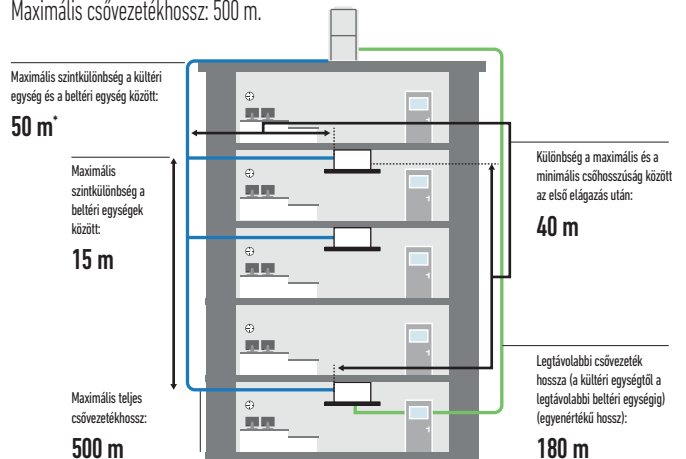 Maximális csővezetékhossz: 500 m.
Maximális szintkülönbség a kültéri
egység és a beltéri egység között:
50 m*
Maximális
szintkülönbség a
beltéri egységek
között:
15 m
Maximális teljes
csővezetékhossz:
500 m
Különbség a maximális és a
minimális csőhosszúság között
az első elágazás után:
40 m
Legtávolabbi csővezeték
hossza (a kültéri egységtől a
legtávolabbi beltéri egységig)
(egyenértékű hossz):
180 m